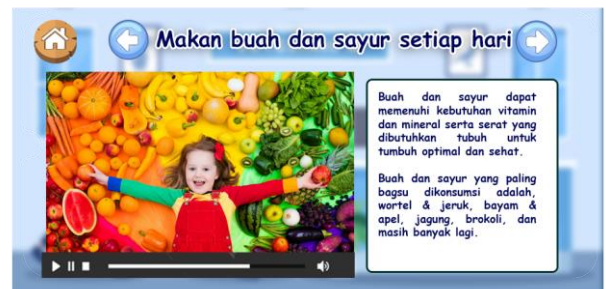 Makan buah dan sayur setiap hari
Buah dan sayur dapat
memenuhi kebutuhan vitamin
dan mineral serta serat yang
dibutuhkan tubuh untuk
tumbuh optimal dan sehat.
Buah dan sayur yang paling
bagsu dikonsumsi adalah,
wortel & jeruk, bayam &
apel, jagung, brokoli, dan
masih banyak lagi.